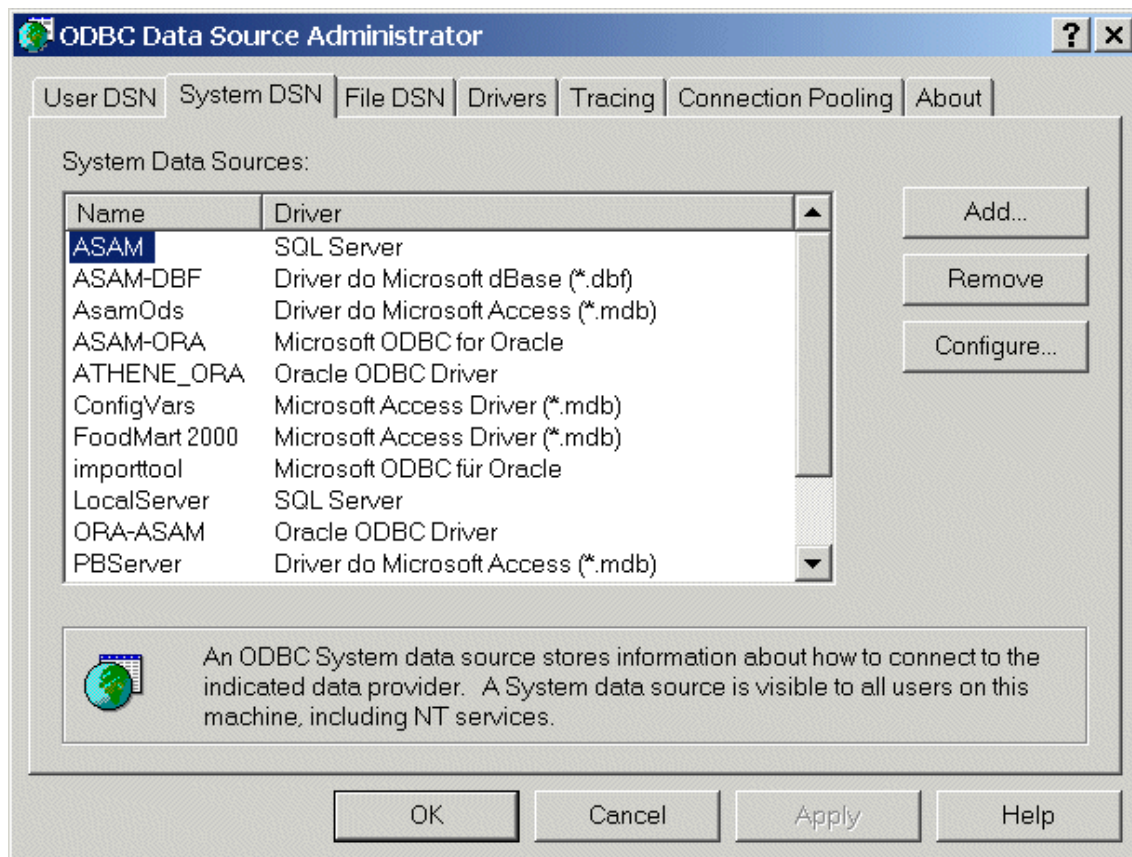 ODBC Data Source Administrator
User DSN System DSN File DSN Drivers Tracing Connection Pooling About
System Data Sources:
Name Driver
ASAM SQL Server
ASAM-DBF Driver do Microsoft dBase (*.dbf)
AsamOds Driver do Microsoft Access (*.mdb)
ASAM-ORA Microsoft ODBC for Oracle
ATHENE_ORA Oracle ODBC Driver
ConfigVars Microsoft Access Driver (*.mdb)
FoodMart 2000 Microsoft Access Driver (*.mdb)
importtool Microsoft ODBC für Oracle
LocalServer SQL Server
ORA-ASAM Oracle ODBC Driver
PBServer Driver do Microsoft Access (*.mdb)
Add...
Remove
Configure...
An ODBC System data source stores information about how to connect to the
indicated data provider. A System data source is visible to all users on this
machine, including NT services.
OK Cancel Apply Help